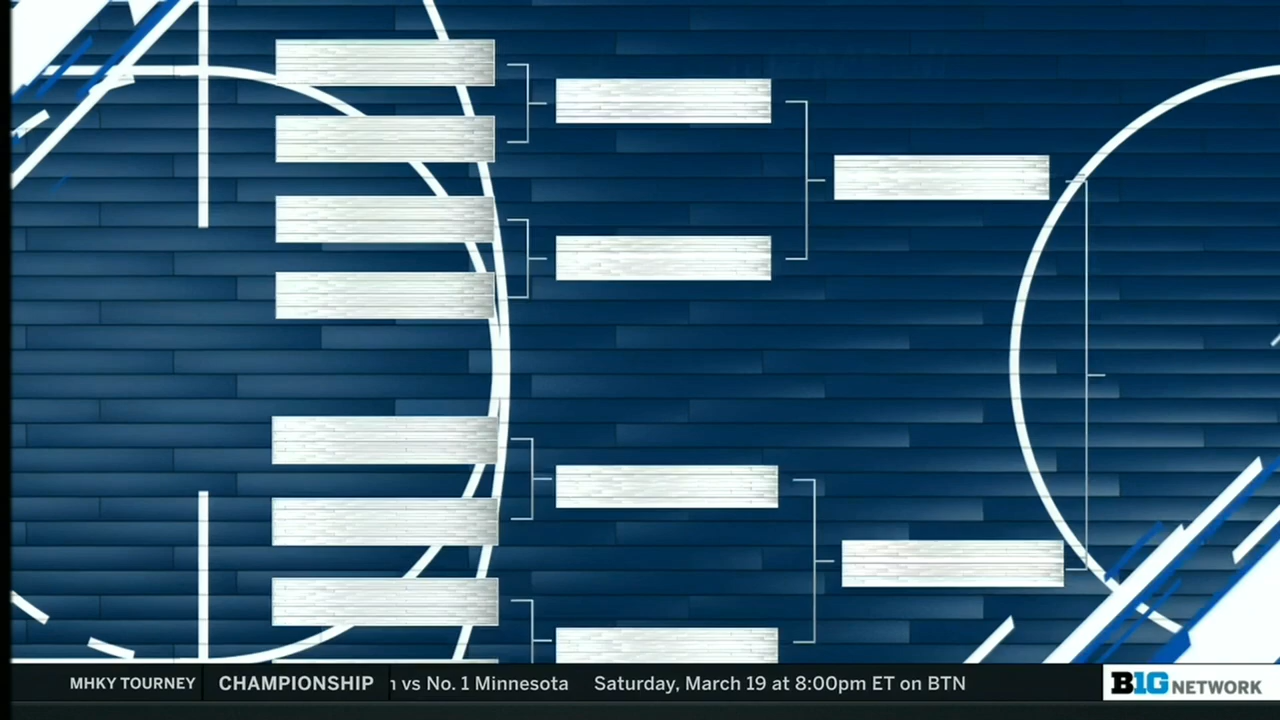 MHKY TOURNEY CHAMPIONSHIP vs No. 1 Minnesota Saturday, March 19 at 8:00pm ET on BTN B1G NETWORK